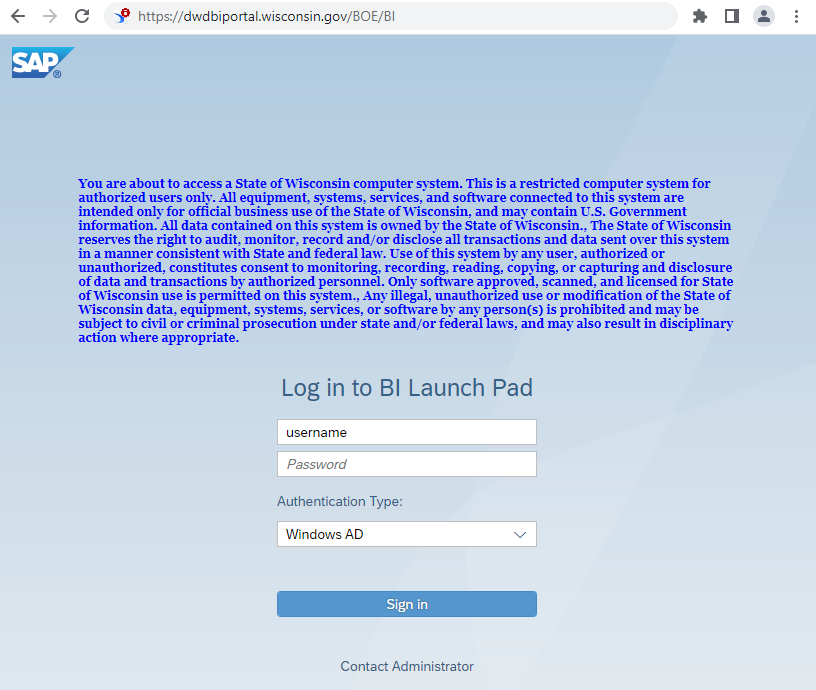 https://dwdbiportal.wisconsin.gov/BOE/BI
SAP®
You are about to access a State of Wisconsin computer system. This is a restricted computer system for
authorized users only. All equipment, systems, services, and software connected to this system are
intended only for official business use of the State of Wisconsin, and may contain U.S. Government
information. All data contained on this system is owned by the State of Wisconsin., The State of Wisconsin
reserves the right to audit, monitor, record and/or disclose all transactions and data sent over this system
in a manner consistent with State and federal law. Use of this system by any user, authorized or
unauthorized, constitutes consent to monitoring, recording, reading, copying, or capturing and disclosure
of data and transactions by authorized personnel. Only software approved, scanned, and licensed for State
of Wisconsin use is permitted on this system., Any illegal, unauthorized use or modification of the State of
Wisconsin data, equipment, systems, services, or software by any person(s) is prohibited and may be
subject to civil or criminal prosecution under state and/or federal laws, and may also result in disciplinary
action where appropriate.
Log in to BI Launch Pad
username
Password
Authentication Type:
Windows AD
Sign in
Contact Administrator